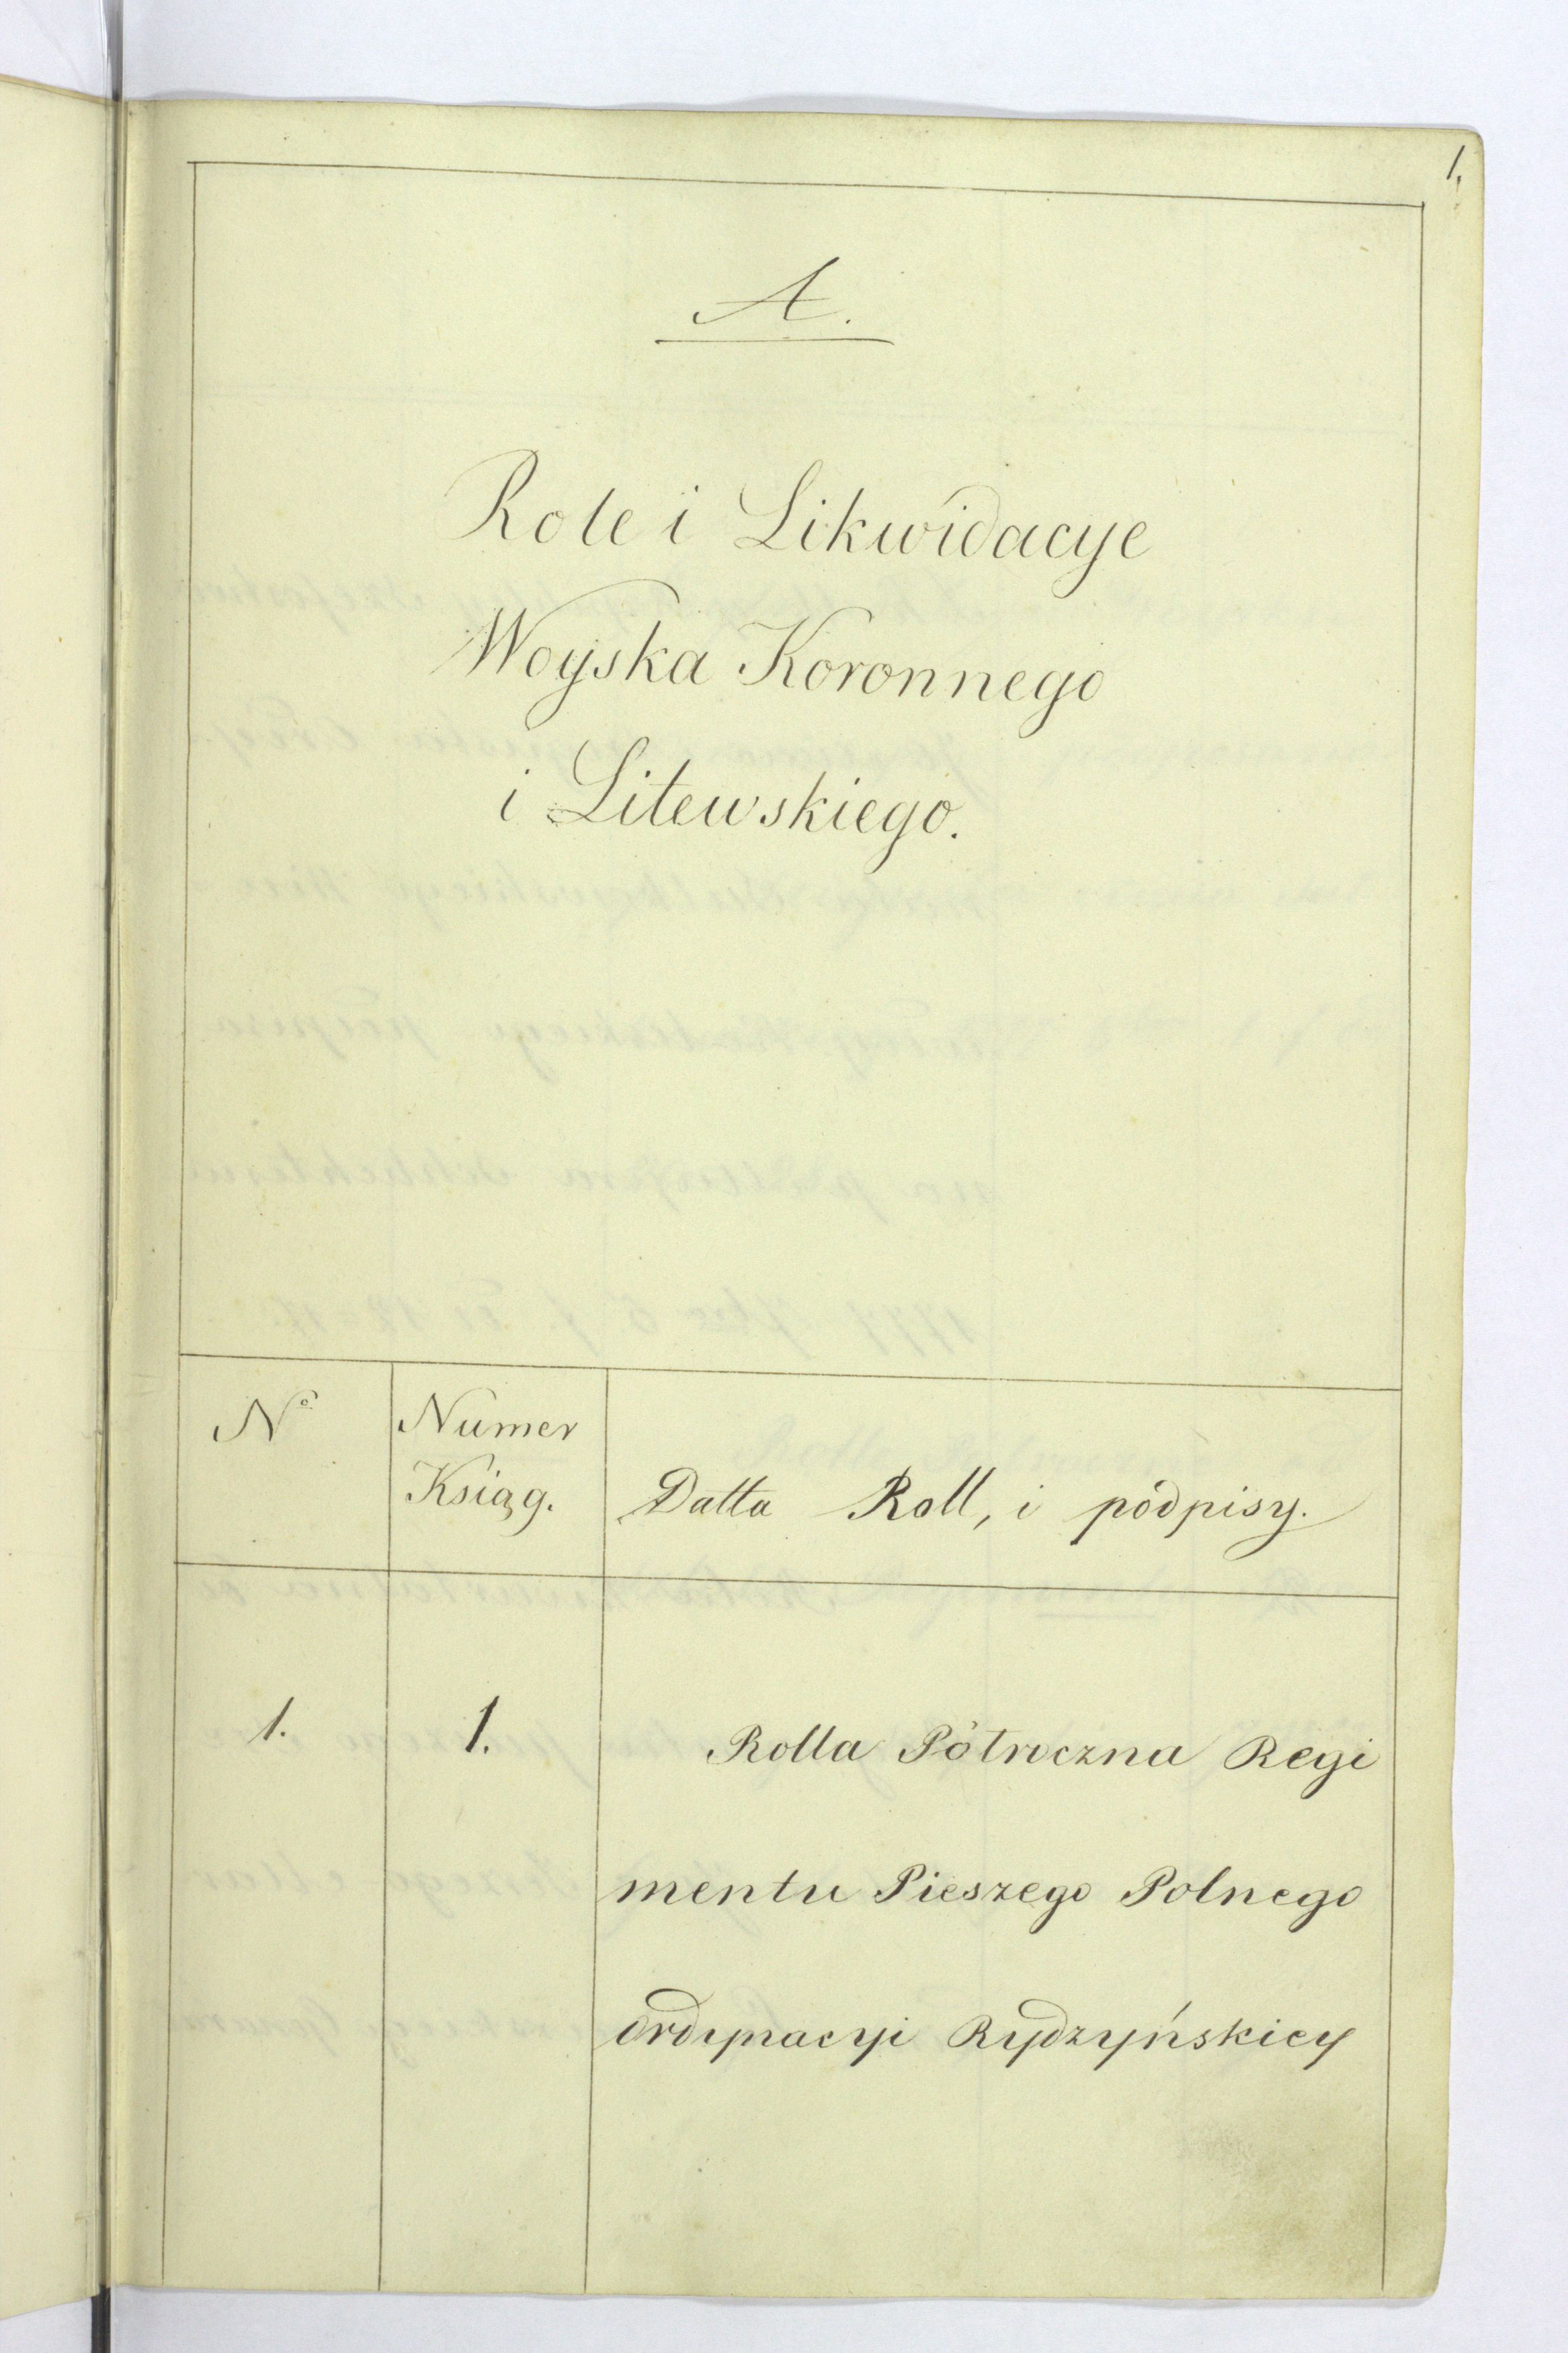 1.
A.
Role i Likwidacye
Woyska Koronnego
i Litewskiego.
Nº
Numer
Ksiąg.
Datta Roll, i podpisy.
1. 1. Rolla Półroczna Regi
mentu Pieszego Polnego
Ordynacyi Rydzyńskiey